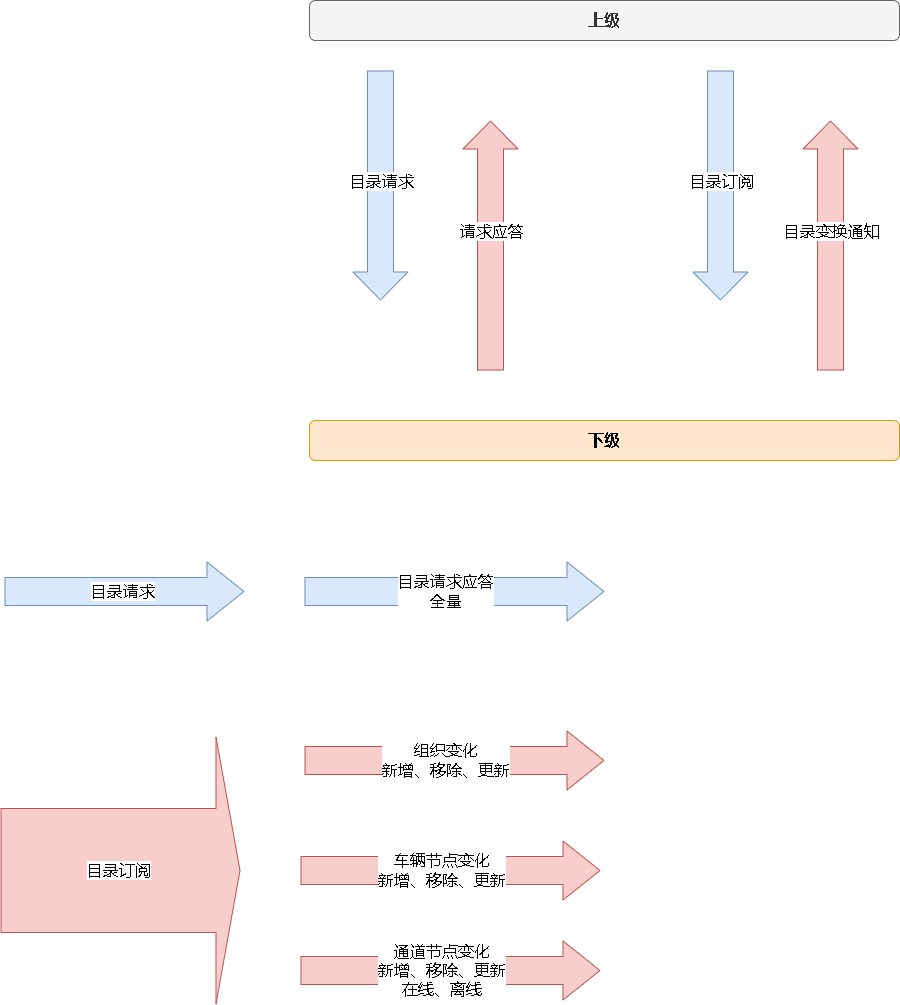 上级
目录请求
目录订阅
请求应答
目录变换通知
下级
目录请求
目录请求应答
全量
组织变化
新增、移除、更新
目录订阅
车辆节点变化
新增、移除、更新
通道节点变化
新增、移除、更新
在线、离线